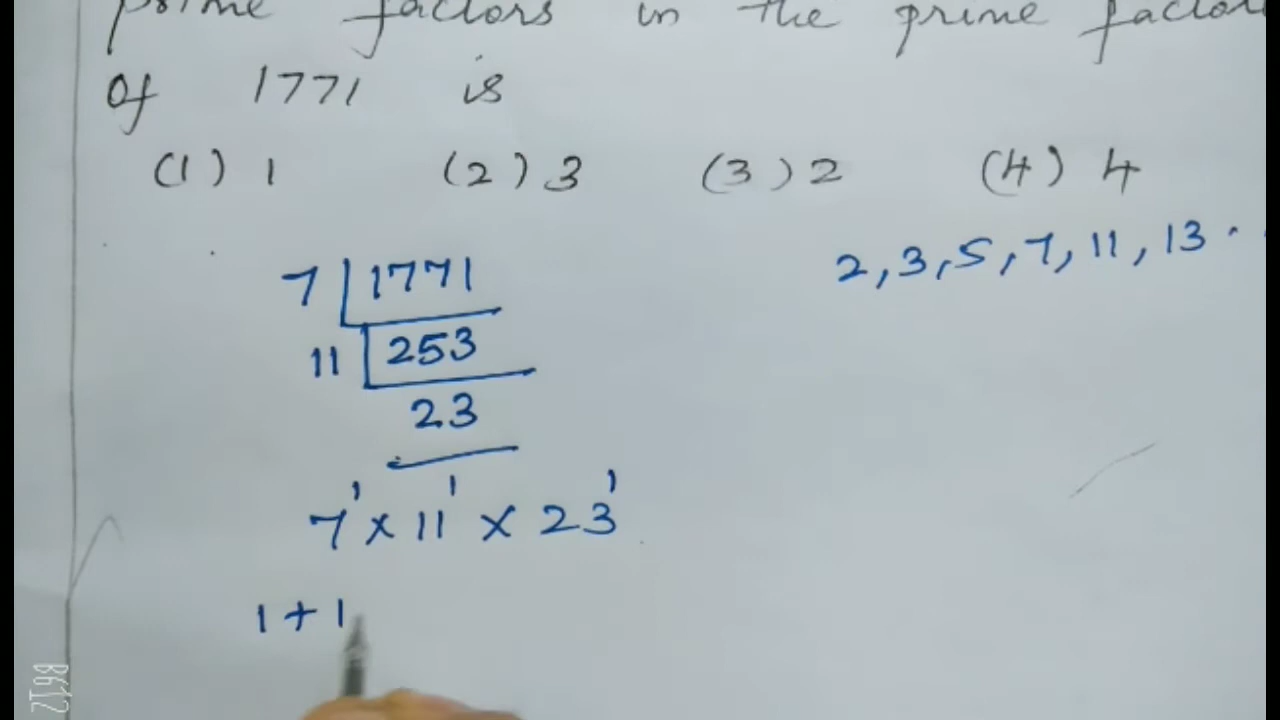 prime factors in the prime
of 1771 is
(1) 1 (2) 3 (3) 2 (4) 4
2, 3, 5, 7, 11, 13 ·
7 | 1771
11 | 253
23
7¹ × 11¹ × 23¹
1 + 1
B612